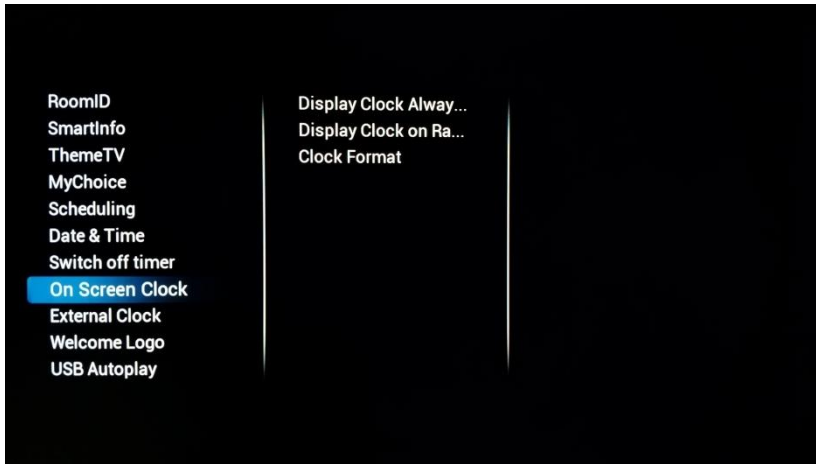 RoomID
SmartInfo
ThemeTV
MyChoice
Scheduling
Date & Time
Switch off timer
On Screen Clock
External Clock
Welcome Logo
USB Autoplay
Display Clock Alway...
Display Clock on Ra...
Clock Format